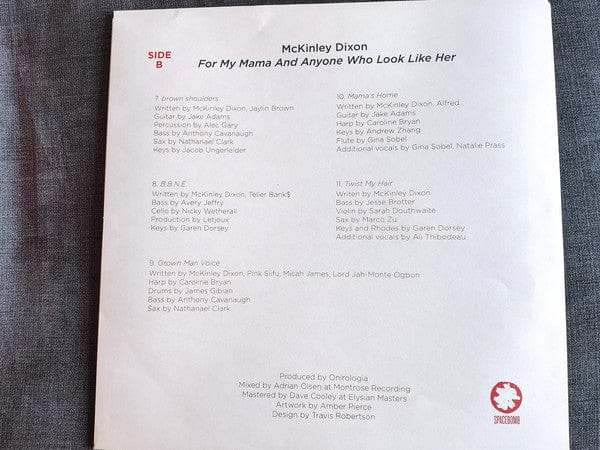 SIDE
B
McKinley Dixon
For My Mama And Anyone Who Look Like Her
7. brown shoulders
Written by McKinley Dixon, Jaylin Brown
Guitar by Jake Adams
Percussion by Alec Gary
Bass by Anthony Cavanaugh
Sax by Nathanael Clark
Keys by Jacob Ungerleider
8. B.B.N.E.
Written by McKinley Dixon, Teller Bank$
Bass by Avery Jeffry
Cello by Nicky Wetherall
Production by Letjoux
Keys by Garen Dorsey
9. Grown Man Voice
Written by McKinley Dixon, Pink Siifu, Micah James, Lord Jah-Monte Ogbon
Harp by Caroline Bryan
Drums by James Gibian
Bass by Anthony Cavanaugh
Sax by Nathanael Clark
10. Mama's Home
Written by McKinley Dixon, Alfred
Guitar by Jake Adams
Harp by Caroline Bryan
Keys by Andrew Zhang
Flute by Gina Sobel
Additional vocals by Gina Sobel, Natalie Prass
11. Twist My Hair
Writen by McKinley Dixon
Bass by Jesse Brotter
Violin by Sarah Douthwaite
Sax by Marco Zu
Keys and Rhodes by Garen Dorsey
Additional vocals by Ali Thibodeau
Produced by Onirologia
Mixed by Adrian Olsen at Montrose Recording
Mastered by Dave Cooley at Elysian Masters
Artwork by Amber Pierce
Design by Travis Robertson
SPACEBOMB